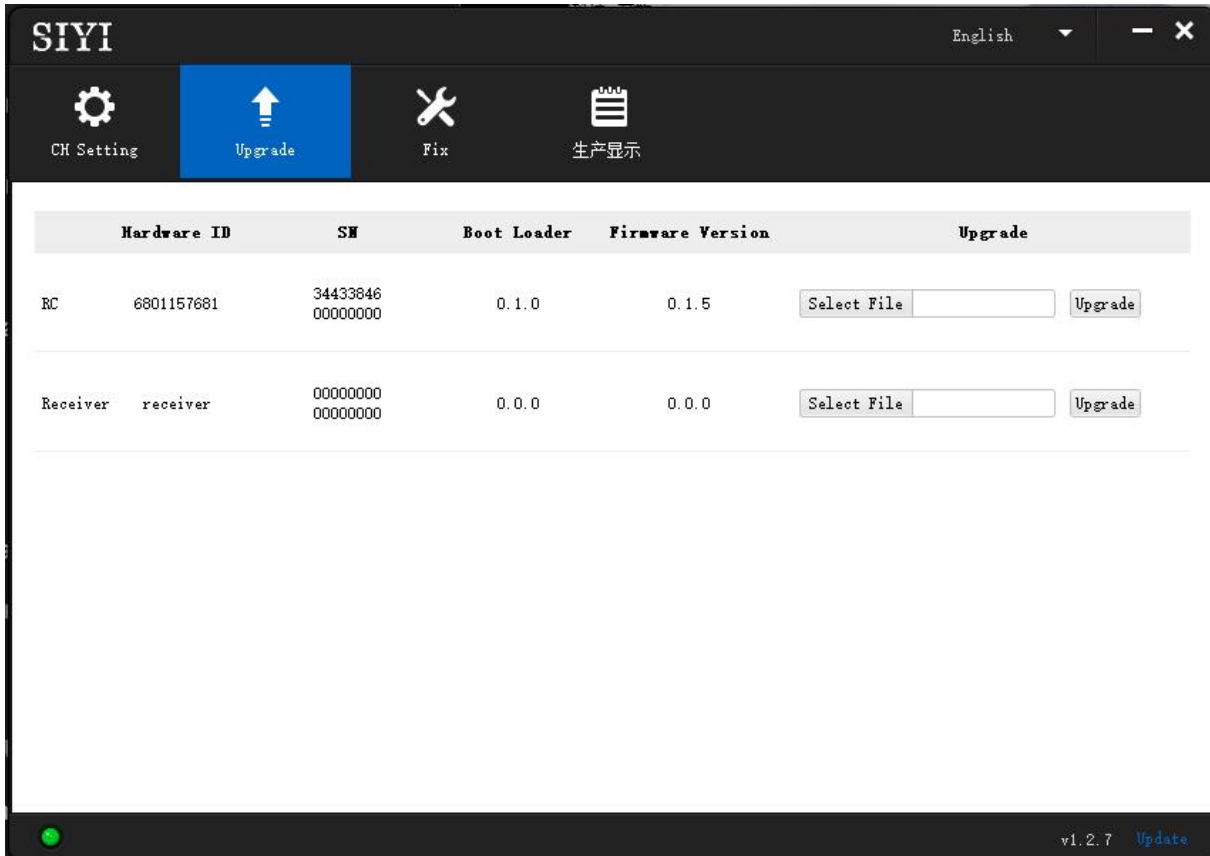 SIYI
English
CH Setting
Upgrade
Fix
生产显示
Hardware ID SN Boot Loader Firmware Version Upgrade
RC 6801157681 34433846 0.1.0 0.1.5 Select File Upgrade
00000000
Receiver receiver 00000000 0.0.0 0.0.0 Select File Upgrade
00000000
v1.2.7 Update